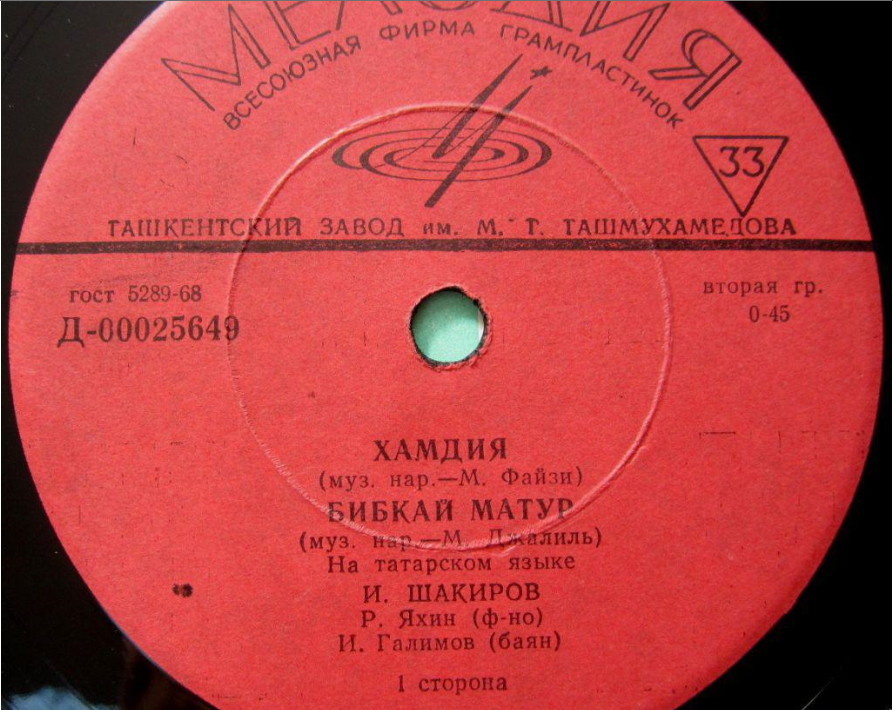 МЕЛОДИЯ
ВСЕСОЮЗНАЯ ФИРМА ГРАМПЛАСТИНОК
33
ТАШКЕНТСКИЙ ЗАВОД им. М. Т. ТАШМУХАМЕДОВА
гост 5289-68
вторая гр.
Д-00025649
0-45
ХАМДИЯ
(муз. нар.—М. Файзи)
БИБКАЙ МАТУР
(муз. нар.—М. Джалиль)
На татарском языке
И. ШАКИРОВ
Р. Яхин (ф-но)
И. Галимов (баян)
1 сторона